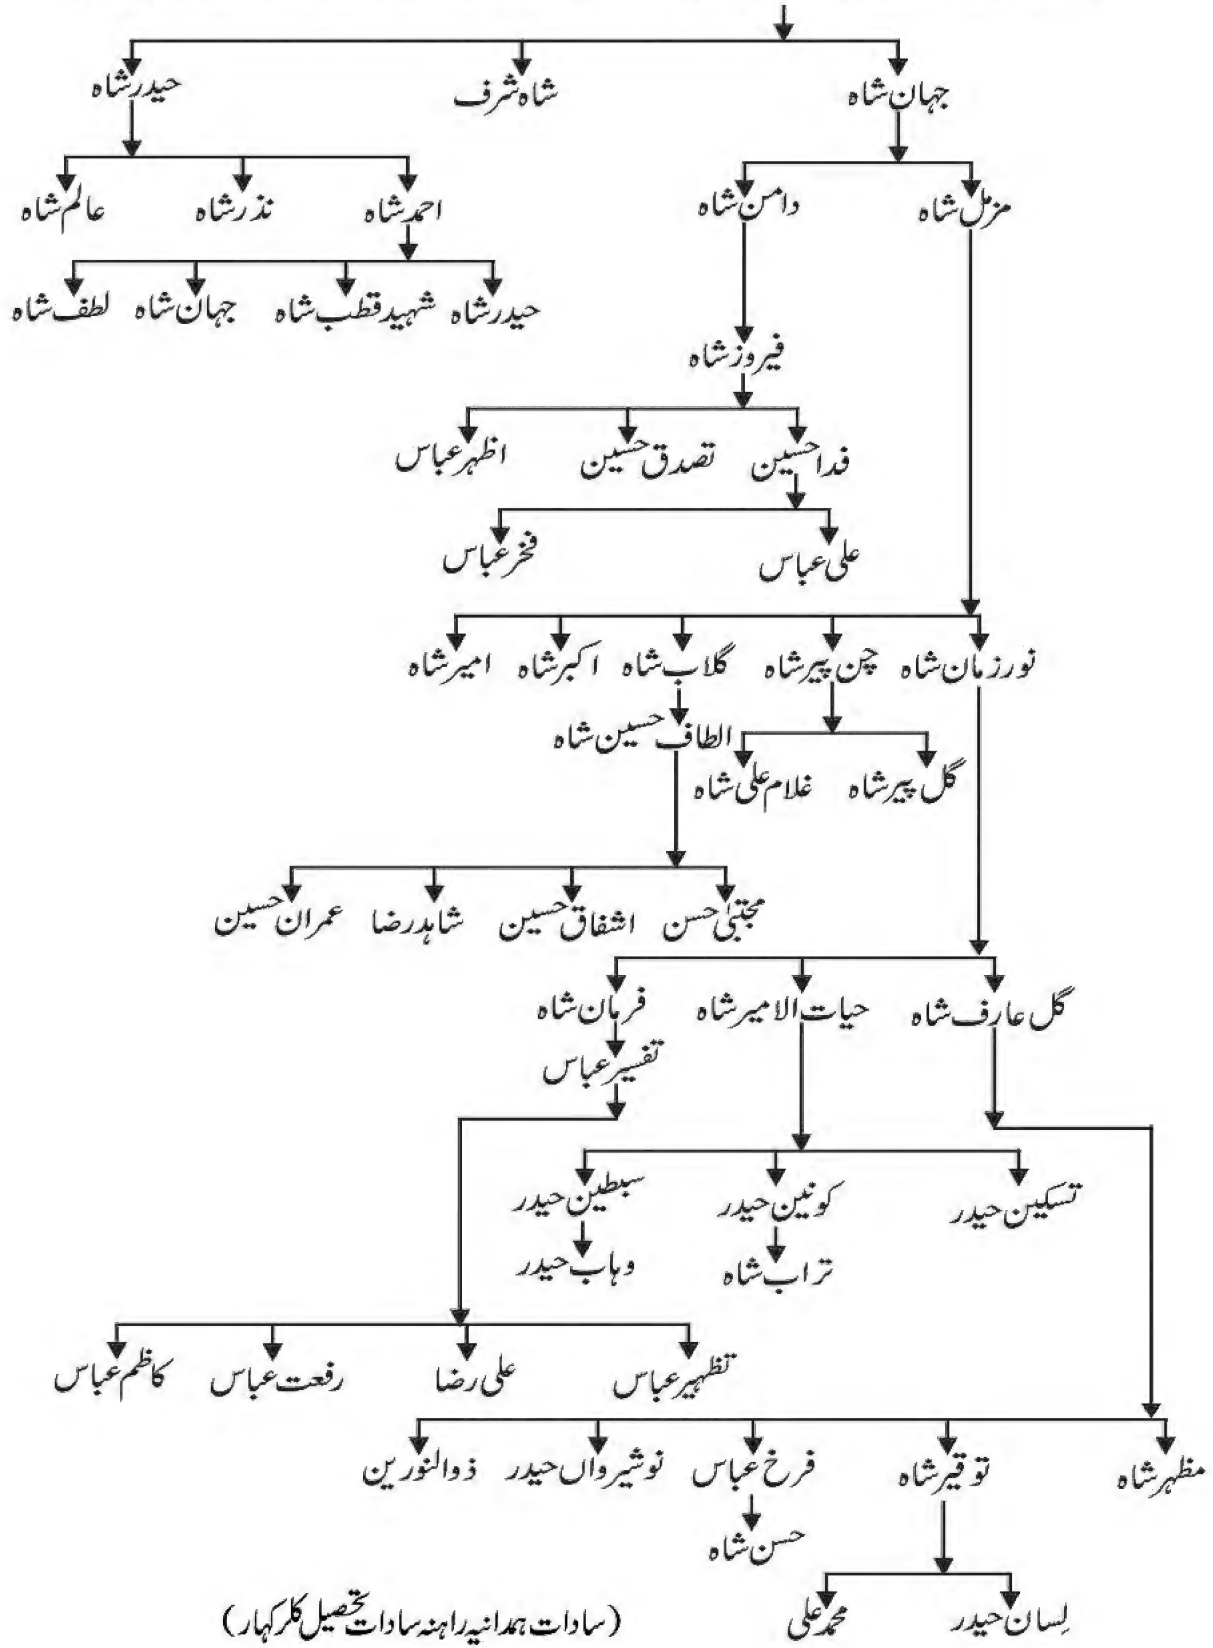 جہان شاہ شاہ شرف حیدر شاہ
مزمل شاہ دامن شاہ احمد شاہ نذر شاہ عالم شاہ
حیدر شاہ شہید قطب شاہ جہان شاہ لطف شاہ
فیروز شاہ
فدا حسین تصدق حسین اظہر عباس
علی عباس فخر عباس
نور زمان شاہ چن پیر شاہ گلاب شاہ اکبر شاہ امیر شاہ
الطاف حسین شاہ
گل پیر شاہ غلام علی شاہ
مجتبیٰ حسن اشفاق حسین شاہد رضا عمران حسین
گل عارف شاہ حیات الامیر شاہ فرمان شاہ
تفسیر عباس
تسکین حیدر کونین حیدر سبطین حیدر
تراب شاہ وہاب حیدر
تظہیر عباس علی رضا رفعت عباس کاظم عباس
مظہر شاہ توقیر شاہ فرخ عباس نوشیرواں حیدر ذوالنورین
حسن شاہ
لسان حیدر محمد علی
(سادات ہمدانیہ راہنہ سادات تحصیل کلر کہار)